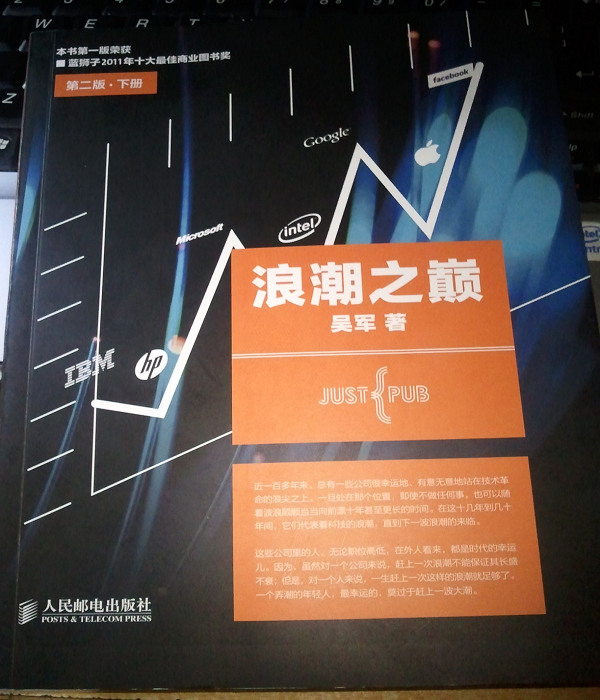 W E R T
Z
本书第一版荣获
蓝狮子2011年十大最佳商业图书奖
第二版·下册
facebook
Google
Microsoft
intel
IBM
hp
浪潮之巅
吴军 著
JUST PUB
近一百多年来，总有一些公司很幸运地、有意无意地站在技术革
命的浪尖之上。一旦处在那个位置，即使不做任何事，也可以随
着波浪顺顺当当向前漂十年甚至更长的时间。在这十几年到几十
年间，它们代表着科技的浪潮，直到下一波浪潮的来临。
这些公司里的人，无论职位高低，在外人看来，都是时代的幸运
儿。因为，虽然对一个公司来说，赶上一次浪潮不能保证其长盛
不衰；但是，对一个人来说，一生赶上一次这样的浪潮就足够了。
一个弄潮的年轻人，最幸运的，莫过于赶上一波大潮。
人民邮电出版社
POSTS & TELECOM PRESS